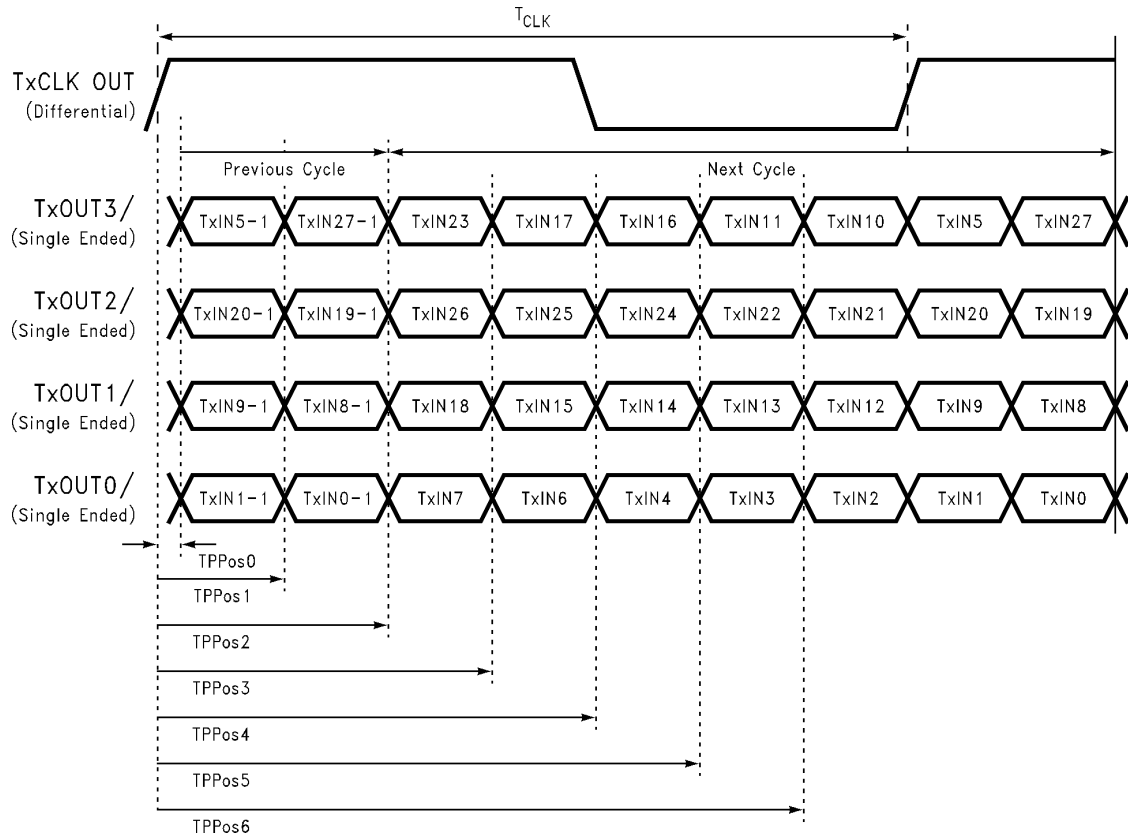 TCLK
TxCLK OUT
(Differential)
Previous Cycle
Next Cycle
TxOUT3/
(Single Ended)
TxIN5-1 TxIN27-1 TxIN23 TxIN17 TxIN16 TxIN11 TxIN10 TxIN5 TxIN27
TxOUT2/
(Single Ended)
TxIN20-1 TxIN19-1 TxIN26 TxIN25 TxIN24 TxIN22 TxIN21 TxIN20 TxIN19
TxOUT1/
(Single Ended)
TxIN9-1 TxIN8-1 TxIN18 TxIN15 TxIN14 TxIN13 TxIN12 TxIN9 TxIN8
TxOUT0/
(Single Ended)
TxIN1-1 TxIN0-1 TxIN7 TxIN6 TxIN4 TxIN3 TxIN2 TxIN1 TxIN0
TPPos0
TPPos1
TPPos2
TPPos3
TPPos4
TPPos5
TPPos6